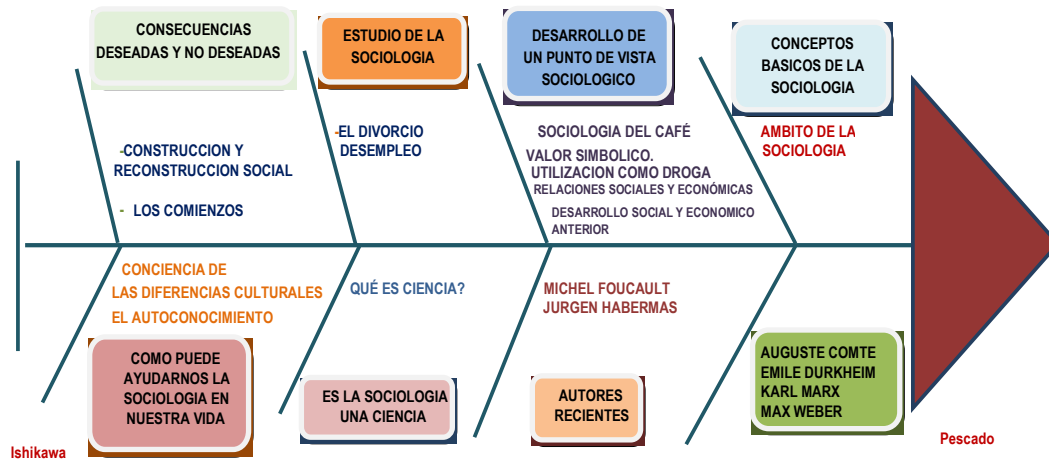 CONSECUENCIAS
DESEADAS Y NO DESEADAS
ESTUDIO DE LA
SOCIOLOGIA
DESARROLLO DE
UN PUNTO DE VISTA
SOCIOLOGICO
CONCEPTOS
BASICOS DE LA
SOCIOLOGIA
-CONSTRUCCION Y
RECONSTRUCCION SOCIAL
- LOS COMIENZOS
-EL DIVORCIO
DESEMPLEO
SOCIOLOGIA DEL CAFÉ
VALOR SIMBOLICO.
UTILIZACION COMO DROGA
RELACIONES SOCIALES Y ECONÓMICAS
DESARROLLO SOCIAL Y ECONOMICO
ANTERIOR
AMBITO DE LA
SOCIOLOGIA
CONCIENCIA DE
LAS DIFERENCIAS CULTURALES
EL AUTOCONOCIMIENTO
QUÉ ES CIENCIA?
MICHEL FOUCAULT
JURGEN HABERMAS
COMO PUEDE
AYUDARNOS LA
SOCIOLOGIA EN
NUESTRA VIDA
ES LA SOCIOLOGIA
UNA CIENCIA
AUTORES
RECIENTES
AUGUSTE COMTE
EMILE DURKHEIM
KARL MARX
MAX WEBER
Ishikawa
Pescado